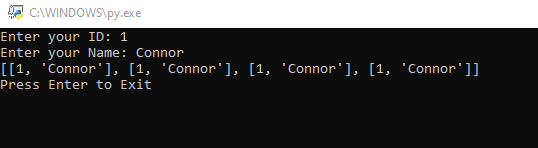 C:\WINDOWS\py.exe
Enter your ID: 1
Enter your Name: Connor
[[1, 'Connor'], [1, 'Connor'], [1, 'Connor'], [1, 'Connor']]
Press Enter to Exit